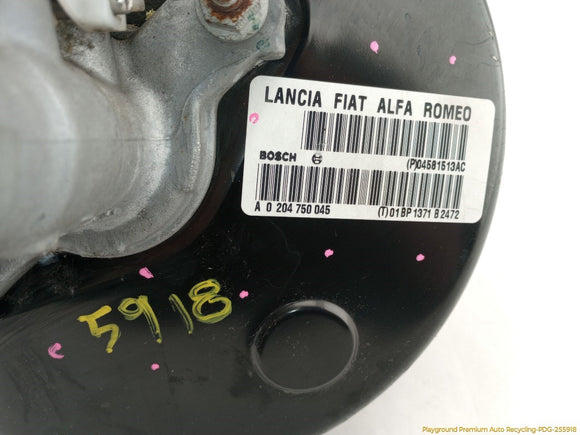 LANCIA FIAT ALFA ROMEO
BOSCH (P)04581513AC
A 0 204 750 045 (T) 01 BP 1371 B 2472
5918
Playground Premium Auto Recycling-PDG-255918